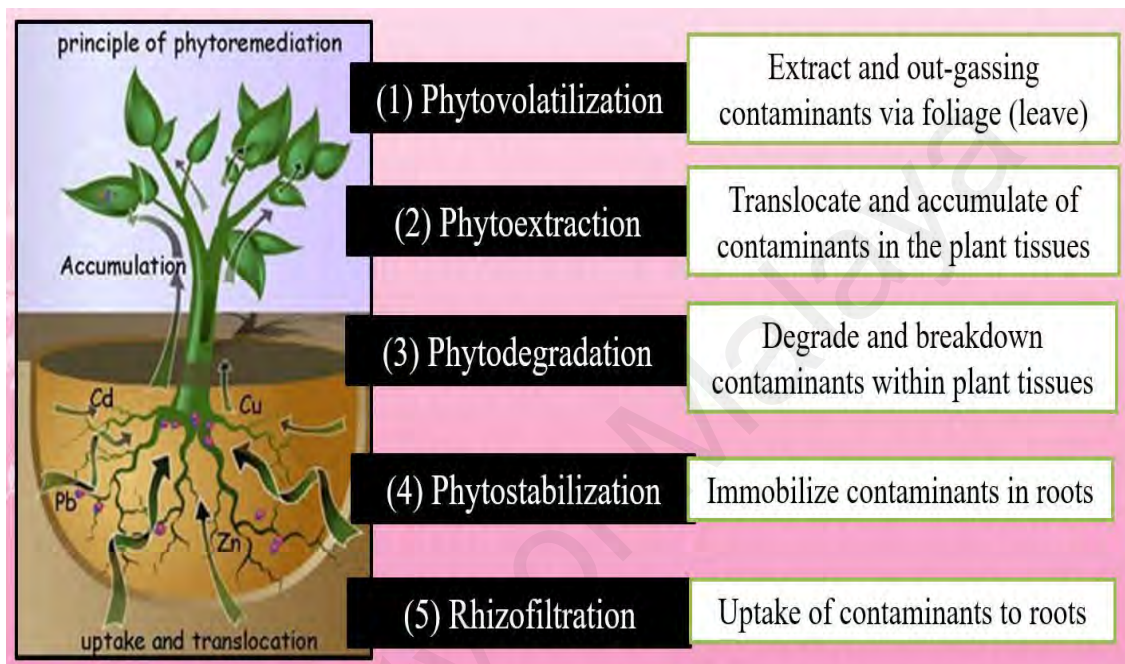 principle of phytoremediation
Accumulation
Cd
Cu
Pb
Zn
uptake and translocation
(1) Phytovolatilization
Extract and out-gassing
contaminants via foliage (leave)
(2) Phytoextraction
Translocate and accumulate of
contaminants in the plant tissues
(3) Phytodegradation
Degrade and breakdown
contaminants within plant tissues
(4) Phytostabilization
Immobilize contaminants in roots
(5) Rhizofiltration
Uptake of contaminants to roots
of Malaya